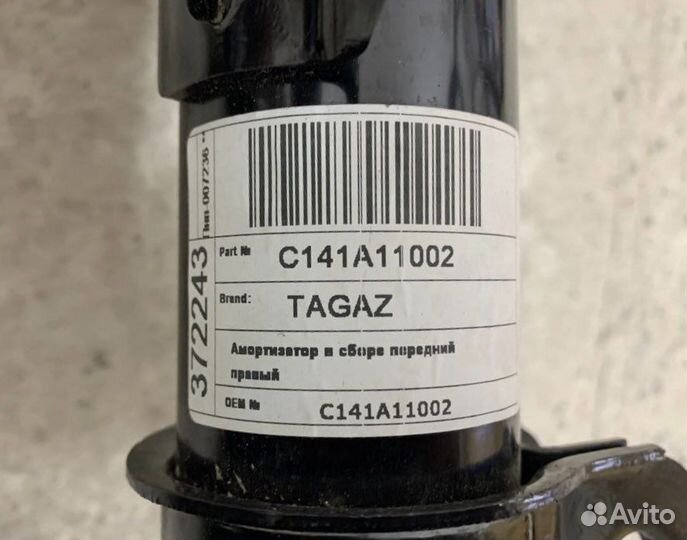 Part № C141A11002
Brand: TAGAZ
Амортизатор в сборе передний
правый
OEM № C141A11002
372243
Avito